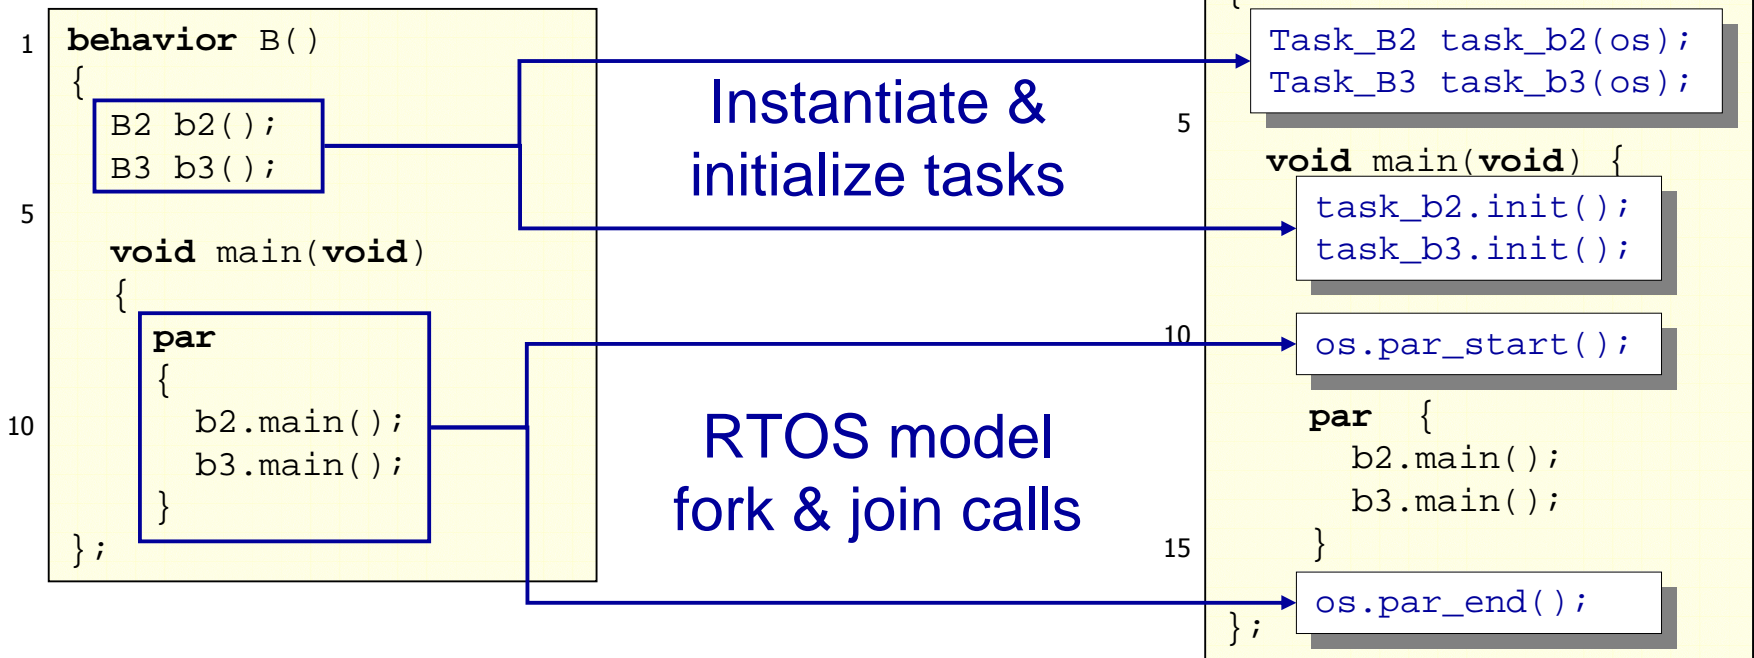 1 behavior B()
{
B2 b2();
B3 b3();
5
void main(void)
{
par
{
10 b2.main();
b3.main();
}
};
Instantiate &
initialize tasks
RTOS model
fork & join calls
{
Task_B2 task_b2(os);
Task_B3 task_b3(os);
5
void main(void) {
task_b2.init();
task_b3.init();
10 os.par_start();
par {
b2.main();
b3.main();
15 }
os.par_end();
};